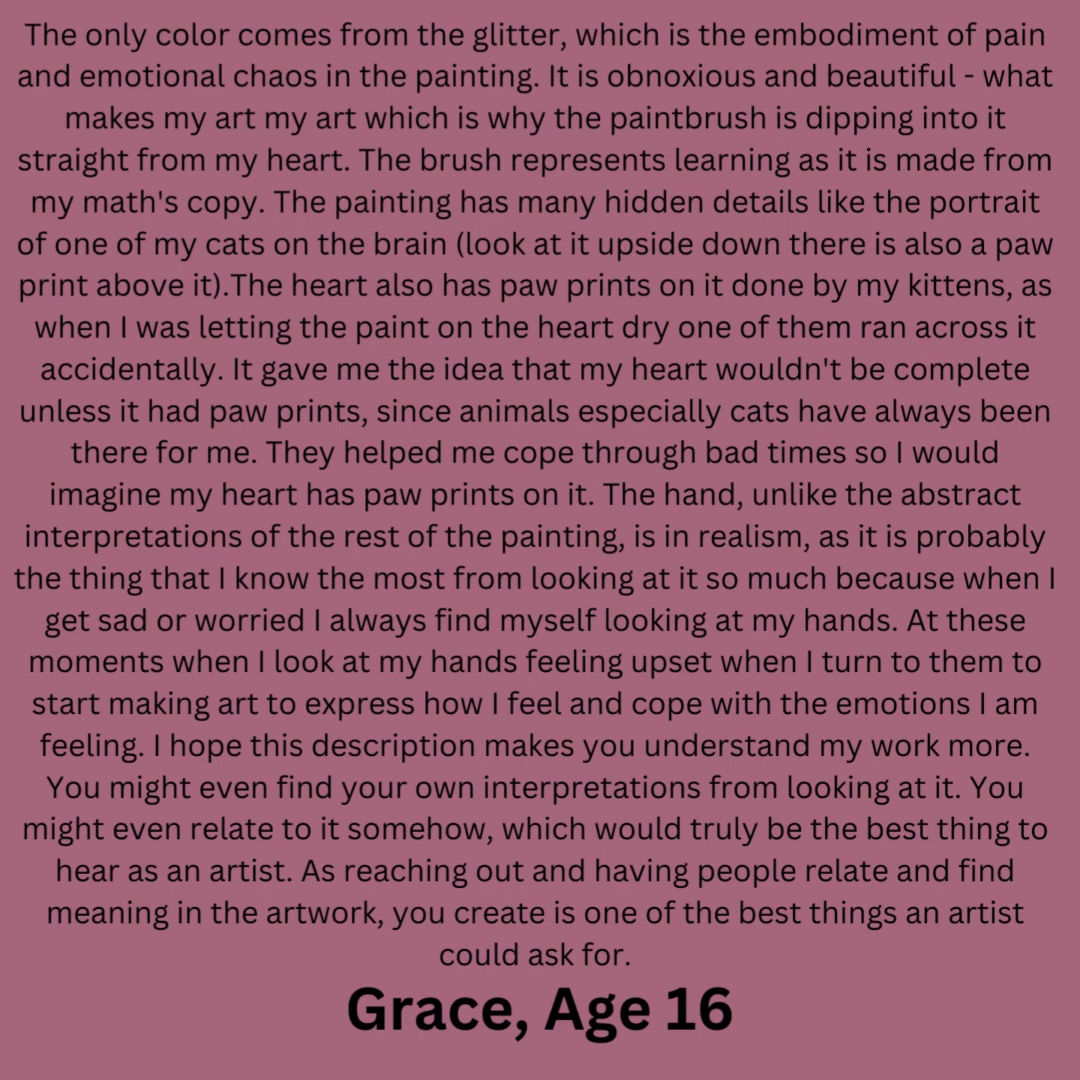 The only color comes from the glitter, which is the embodiment of pain
and emotional chaos in the painting. It is obnoxious and beautiful - what
makes my art my art which is why the paintbrush is dipping into it
straight from my heart. The brush represents learning as it is made from
my math's copy. The painting has many hidden details like the portrait
of one of my cats on the brain (look at it upside down there is also a paw
print above it).The heart also has paw prints on it done by my kittens, as
when I was letting the paint on the heart dry one of them ran across it
accidentally. It gave me the idea that my heart wouldn't be complete
unless it had paw prints, since animals especially cats have always been
there for me. They helped me cope through bad times so I would
imagine my heart has paw prints on it. The hand, unlike the abstract
interpretations of the rest of the painting, is in realism, as it is probably
the thing that I know the most from looking at it so much because when I
get sad or worried I always find myself looking at my hands. At these
moments when I look at my hands feeling upset when I turn to them to
start making art to express how I feel and cope with the emotions I am
feeling. I hope this description makes you understand my work more.
You might even find your own interpretations from looking at it. You
might even relate to it somehow, which would truly be the best thing to
hear as an artist. As reaching out and having people relate and find
meaning in the artwork, you create is one of the best things an artist
could ask for.
Grace, Age 16